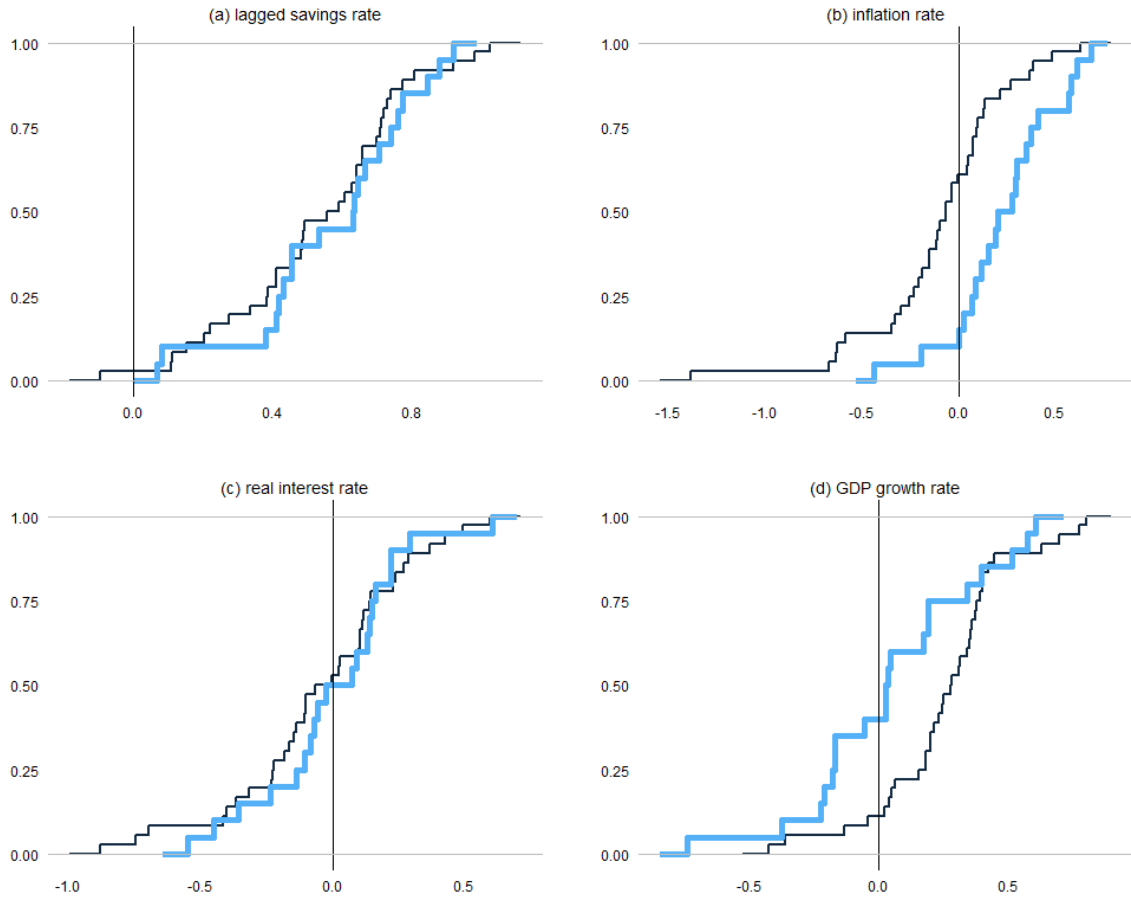 (a) lagged savings rate
1.00
0.75
0.50
0.25
0.00
0.0 0.4 0.8
(b) inflation rate
1.00
0.75
0.50
0.25
0.00
-1.5 -1.0 -0.5 0.0 0.5
(c) real interest rate
1.00
0.75
0.50
0.25
0.00
-1.0 -0.5 0.0 0.5
(d) GDP growth rate
1.00
0.75
0.50
0.25
0.00
-0.5 0.0 0.5